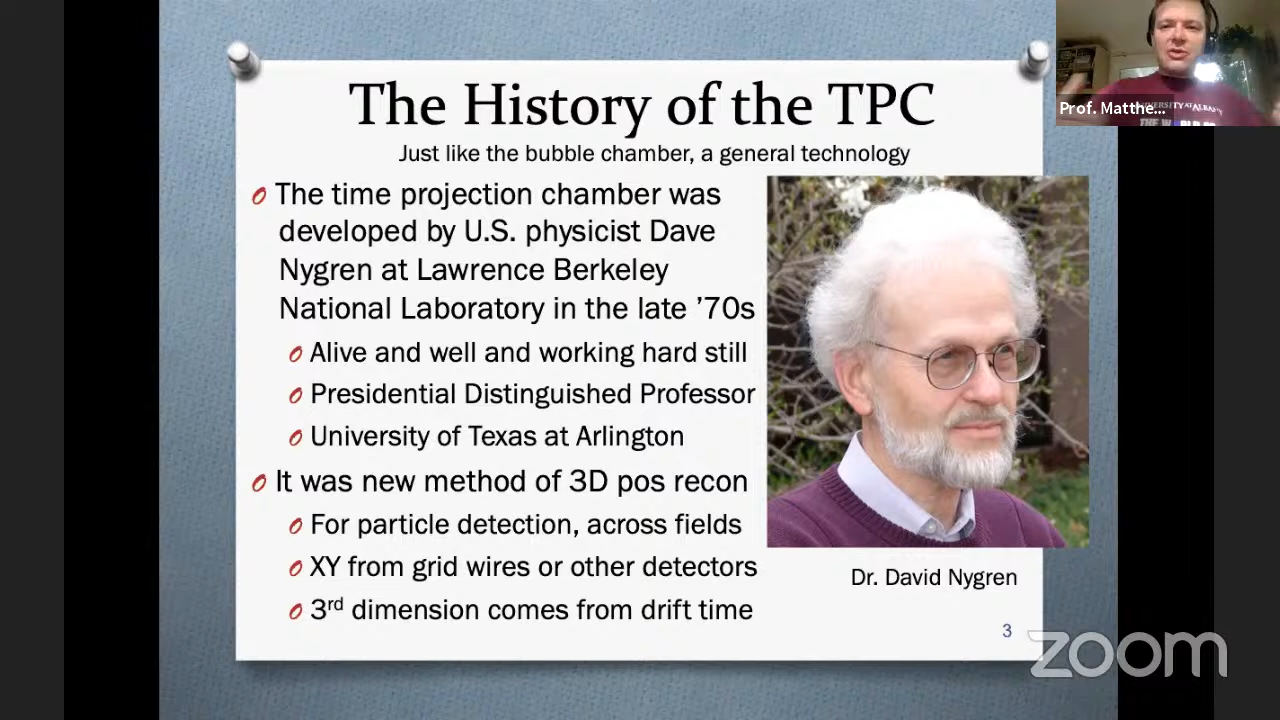 The History of the TPC
Just like the bubble chamber, a general technology
The time projection chamber was
developed by U.S. physicist Dave
Nygren at Lawrence Berkeley
National Laboratory in the late ’70s
Alive and well and working hard still
Presidential Distinguished Professor
University of Texas at Arlington
It was new method of 3D pos recon
For particle detection, across fields
XY from grid wires or other detectors
3rd dimension comes from drift time
Dr. David Nygren
3
zoom
Prof. Matthe...